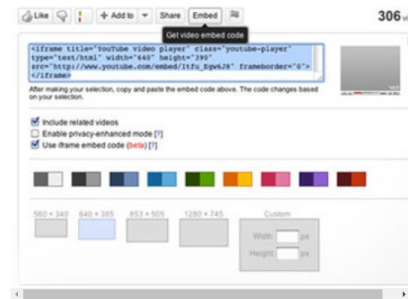 Like + Add to Share Embed 306 vi
Get video embed code
<iframe title="YouTube video player" class="youtube-player"
type="text/html" width="640" height="390"
src="http://www.youtube.com/embed/Itfu_Egw6J8" frameborder="0">
</iframe>
After making your selection, copy and paste the embed code above. The code changes based
on your selection.
Include related videos
Enable privacy-enhanced mode [?]
Use iframe embed code (beta) [?]
560 × 340 640 × 385 853 × 505 1280 × 745 Custom
Width px
Height px